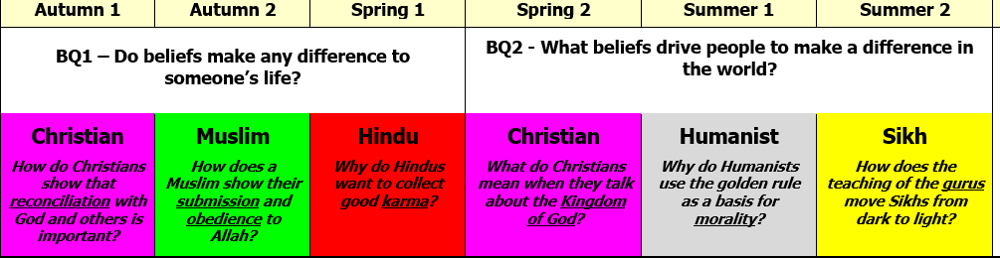 Autumn 1
Autumn 2
Spring 1
Spring 2
Summer 1
Summer 2
BQ1 – Do beliefs make any difference to
someone's life?
BQ2 - What beliefs drive people to make a difference in
the world?
Christian
How do Christians
show that
reconciliation with
God and others is
important?
Muslim
How does a
Muslim show their
submission and
obedience to
Allah?
Hindu
Why do Hindus
want to collect
good karma?
Christian
What do Christians
mean when they talk
about the Kingdom
of God?
Humanist
Why do Humanists
use the golden rule
as a basis for
morality?
Sikh
How does the
teaching of the gurus
move Sikhs from
dark to light?